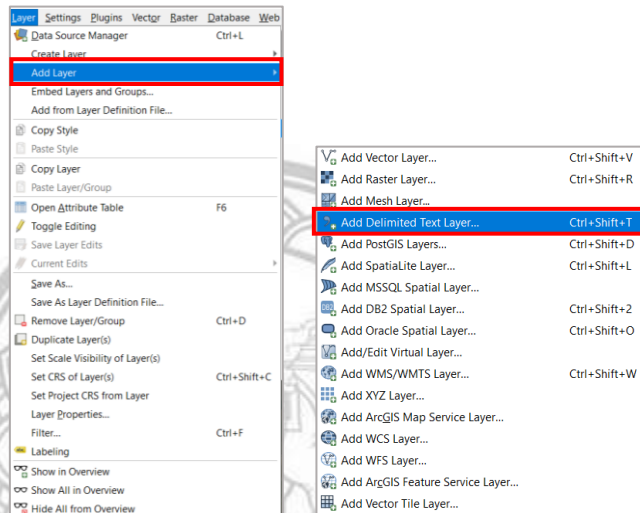 Layer Settings Plugins Vector Raster Database Web
Data Source Manager Ctrl+L
Create Layer
Add Layer
Embed Layers and Groups...
Add from Layer Definition File...
Copy Style
Paste Style
Copy Layer
Paste Layer/Group
Open Attribute Table F6
Toggle Editing
Save Layer Edits
Current Edits
Save As...
Save As Layer Definition File...
Remove Layer/Group Ctrl+D
Duplicate Layer(s)
Set Scale Visibility of Layer(s)
Set CRS of Layer(s) Ctrl+Shift+C
Set Project CRS from Layer
Layer Properties...
Filter... Ctrl+F
Labeling
Show in Overview
Show All in Overview
Hide All from Overview
Add Vector Layer... Ctrl+Shift+V
Add Raster Layer... Ctrl+Shift+R
Add Mesh Layer...
Add Delimited Text Layer... Ctrl+Shift+T
Add PostGIS Layers... Ctrl+Shift+D
Add SpatiaLite Layer... Ctrl+Shift+L
Add MSSQL Spatial Layer...
DB2 Add DB2 Spatial Layer... Ctrl+Shift+2
Add Oracle Spatial Layer... Ctrl+Shift+O
Add/Edit Virtual Layer...
Add WMS/WMTS Layer... Ctrl+Shift+W
Add XYZ Layer...
Add ArcGIS Map Service Layer...
Add WCS Layer...
Add WFS Layer...
Add ArcGIS Feature Service Layer...
Add Vector Tile Layer...